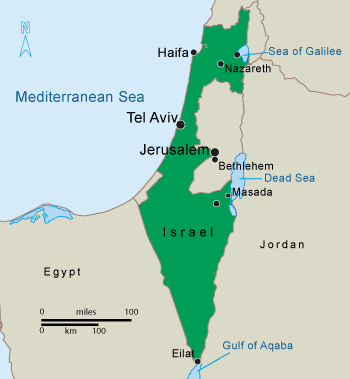 N
Haifa
Sea of Galilee
Nazareth
Mediterranean Sea
Tel Aviv
Jerusalem
Bethlehem
Dead Sea
Masada
Israel
Jordan
Egypt
0 miles 100
0 km 100
Eilat
Gulf of Aqaba